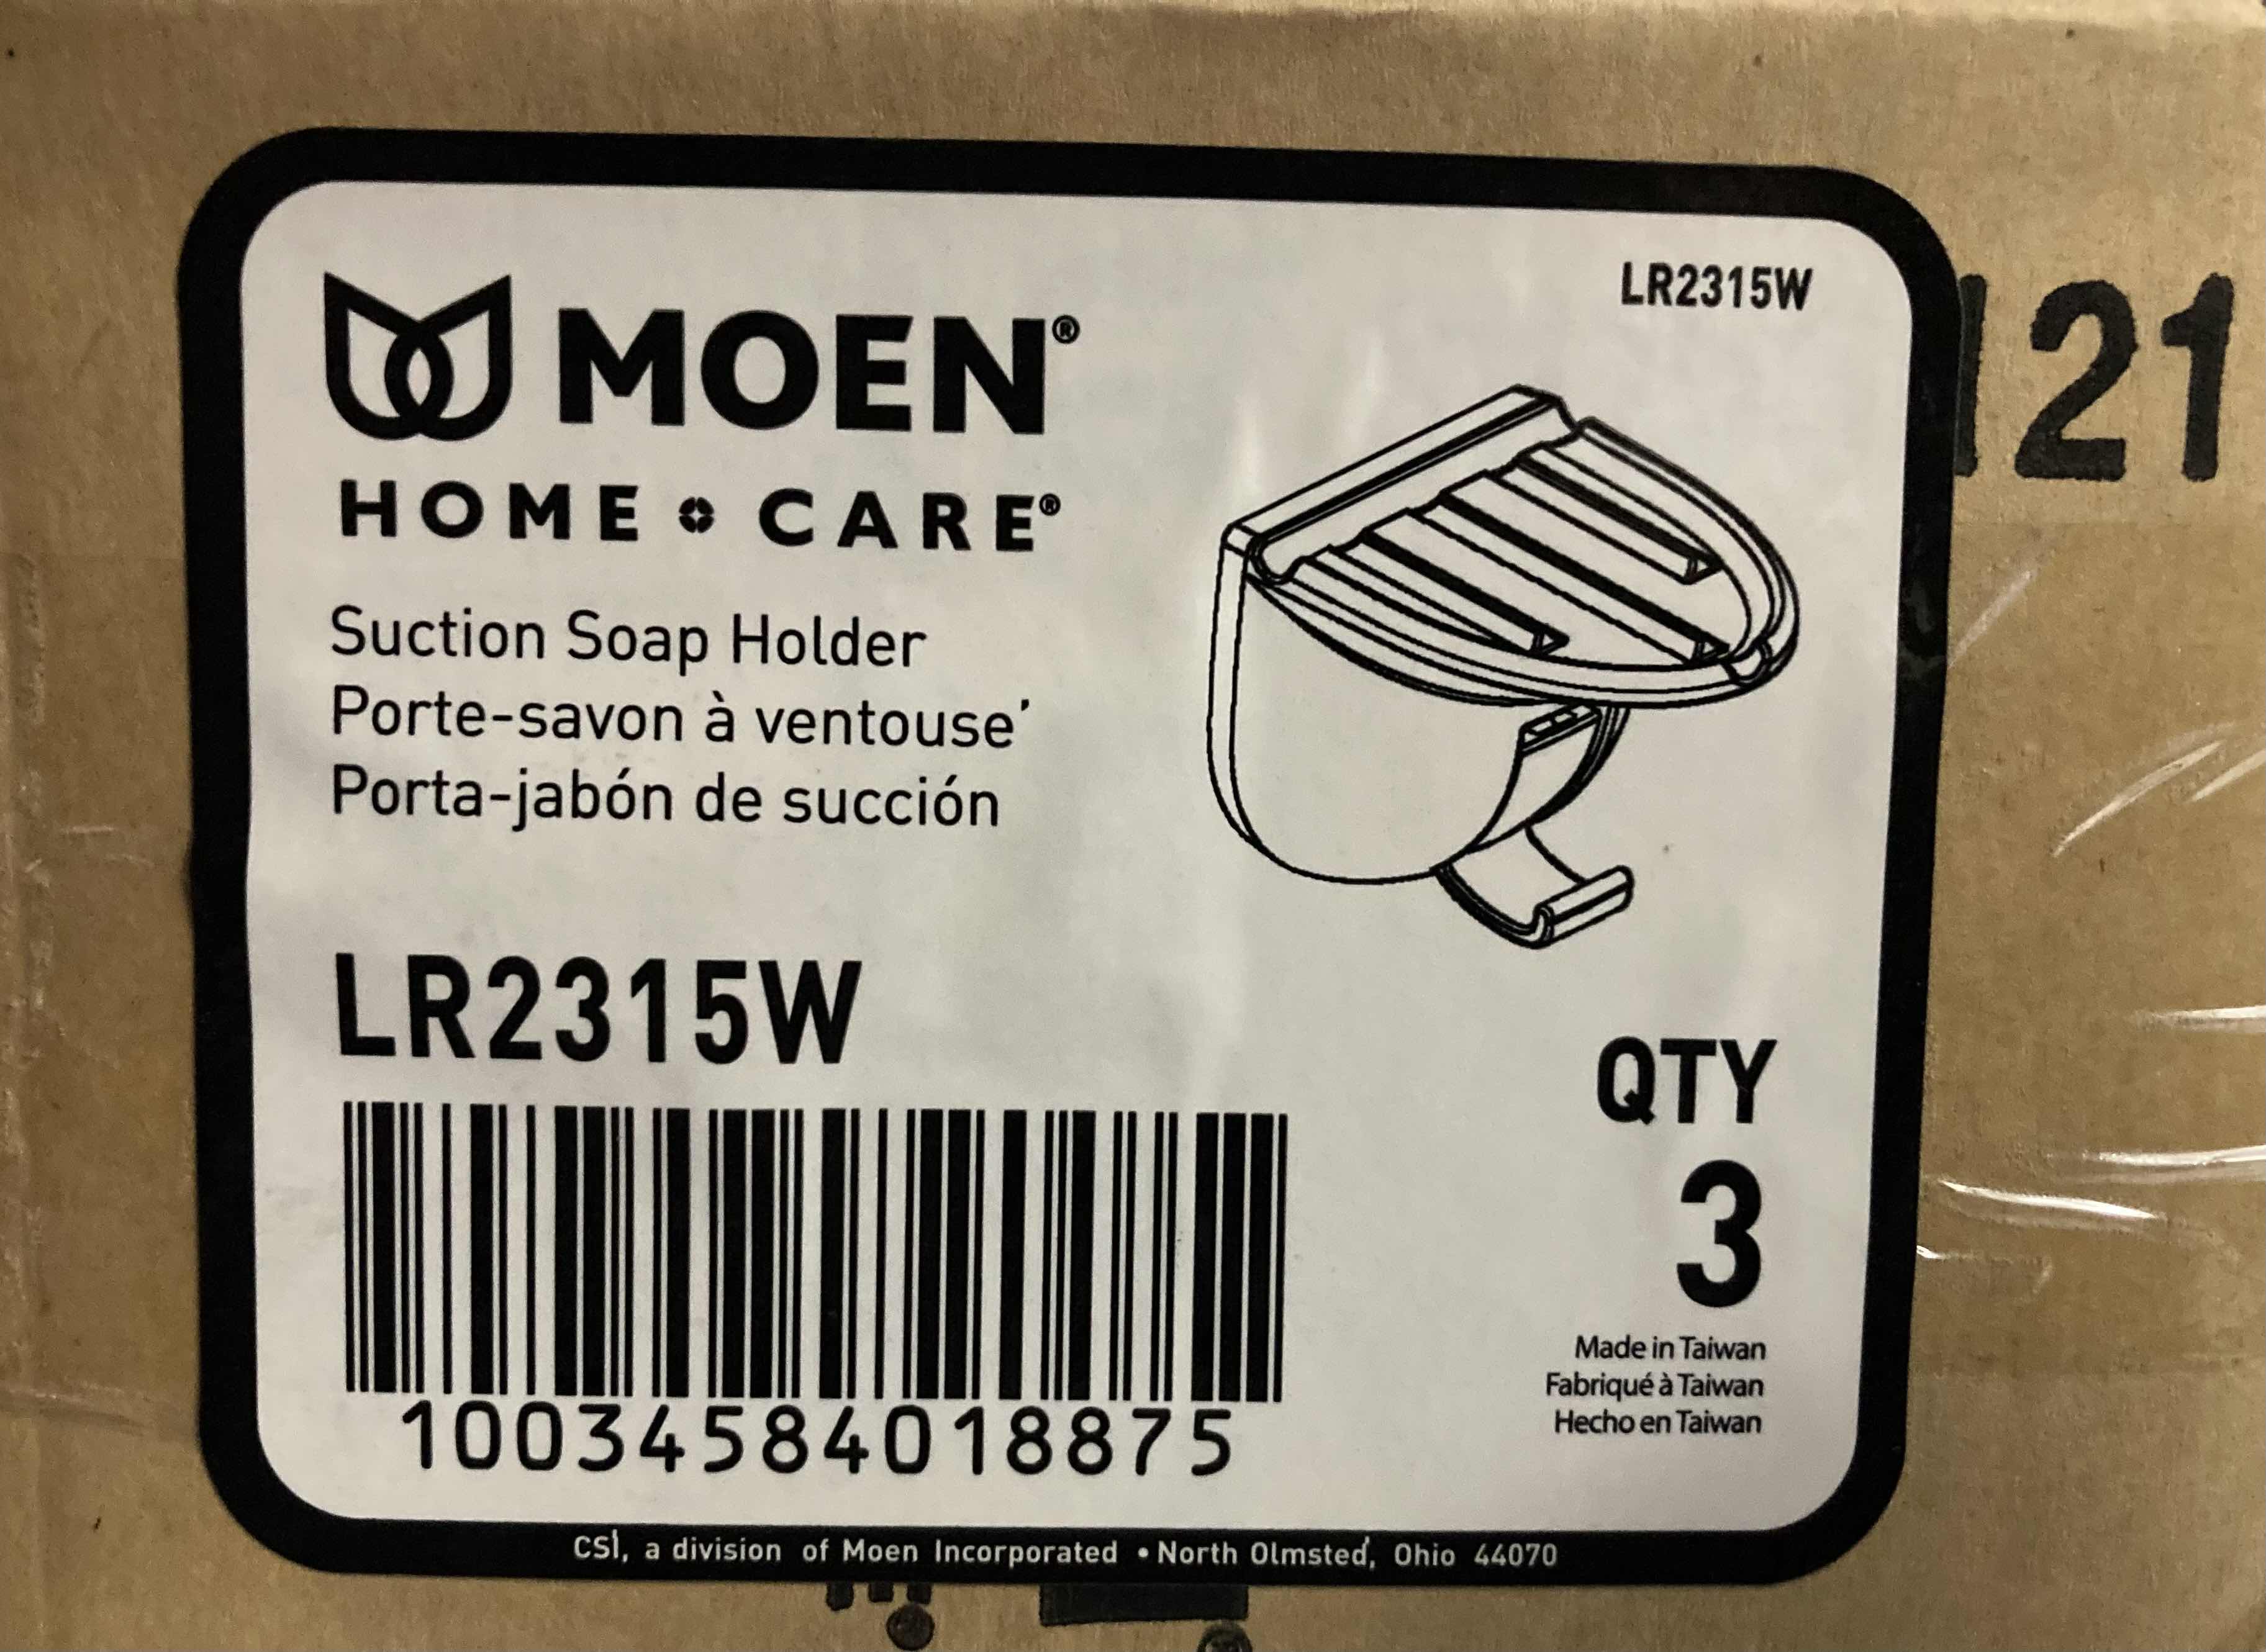 LR2315W
121
MOEN®
HOME CARE®
Suction Soap Holder
Porte-savon à ventouse'
Porta-jabón de succión
LR2315W
10034584018875
QTY
3
Made in Taiwan
Fabriqué à Taiwan
Hecho en Taiwan
CSI, a division of Moen Incorporated • North Olmsted, Ohio 44070